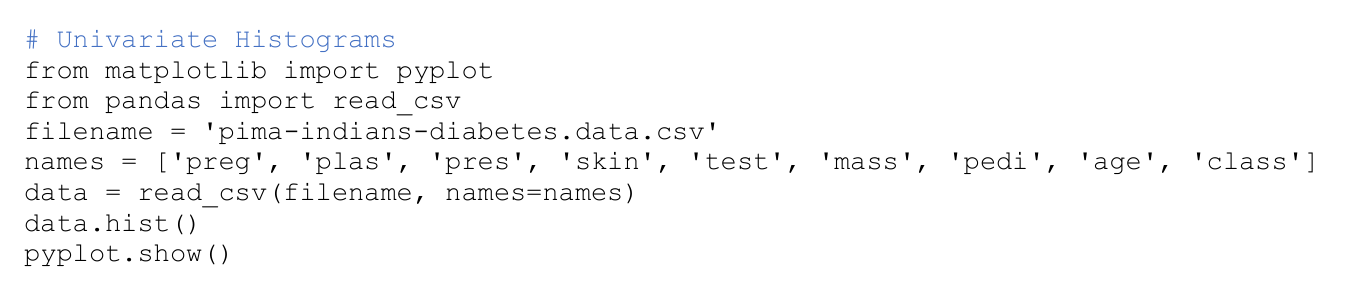 # Univariate Histograms
from matplotlib import pyplot
from pandas import read_csv
filename = 'pima-indians-diabetes.data.csv'
names = ['preg', 'plas', 'pres', 'skin', 'test', 'mass', 'pedi', 'age', 'class']
data = read_csv(filename, names=names)
data.hist()
pyplot.show()